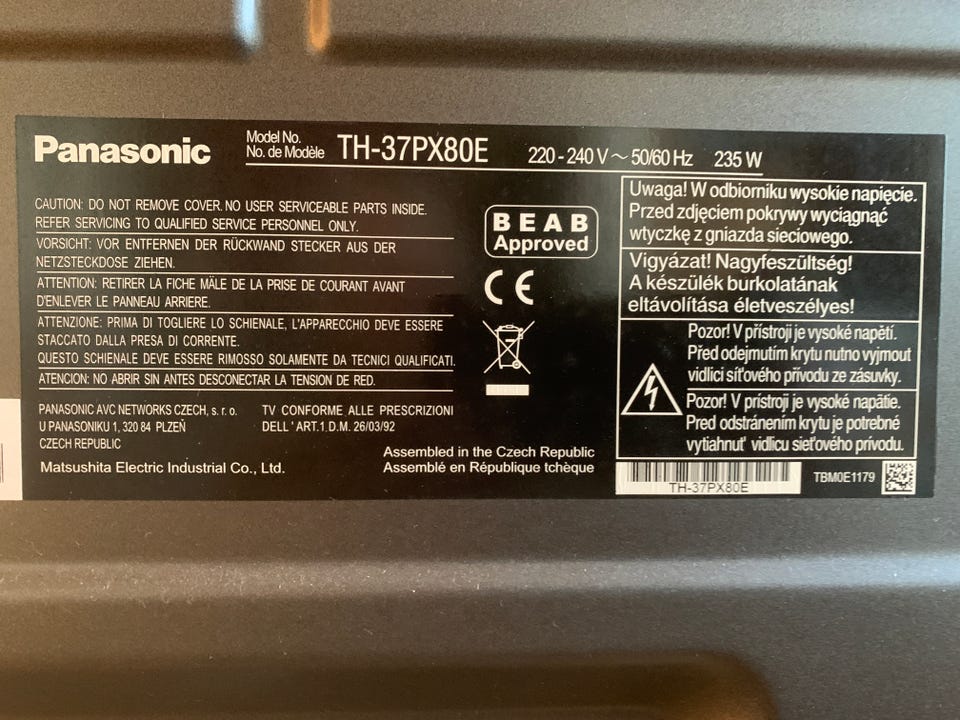 Panasonic
Model No.
No. de Modèle
TH-37PX80E
220 - 240 V ~ 50/60 Hz 235 W
CAUTION: DO NOT REMOVE COVER. NO USER SERVICEABLE PARTS INSIDE.
REFER SERVICING TO QUALIFIED SERVICE PERSONNEL ONLY.
VORSICHT: VOR ENTFERNEN DER RÜCKWAND STECKER AUS DER
NETZSTECKDOSE ZIEHEN.
ATTENTION: RETIRER LA FICHE MÂLE DE LA PRISE DE COURANT AVANT
D'ENLEVER LE PANNEAU ARRIERE.
ATTENZIONE: PRIMA DI TOGLIERE LO SCHIENALE, L'APPARECCHIO DEVE ESSERE
STACCATO DALLA PRESA DI CORRENTE.
QUESTO SCHIENALE DEVE ESSERE RIMOSSO SOLAMENTE DA TECNICI QUALIFICATI.
ATENCION: NO ABRIR SIN ANTES DESCONECTAR LA TENSION DE RED.
PANASONIC AVC NETWORKS CZECH, s. r. o.
U PANASONIKU 1, 320 84 PLZEŇ
CZECH REPUBLIC
TV CONFORME ALLE PRESCRIZIONI
DELL' ART.1 D.M. 26/03/92
Matsushita Electric Industrial Co., Ltd.
Assembled in the Czech Republic
Assemblé en République tchèque
BEAB
Approved
CE
Uwaga! W odbiorniku wysokie napięcie.
Przed zdjęciem pokrywy wyciągnąć
wtyczkę z gniazda sieciowego.
Vigyázat! Nagyfeszültség!
A készülék burkolatának
eltávolítása életveszélyes!
Pozor! V přístroji je vysoké napětí.
Před odejmutím krytu nutno vyjmout
vidlici síťového přívodu ze zásuvky.
Pozor! V prístroji je vysoké napätie.
Pred odstránením krytu je potrebné
vytiahnuť vidlicu sieťového prívodu.
TH-37PX80E
TBM0E1179